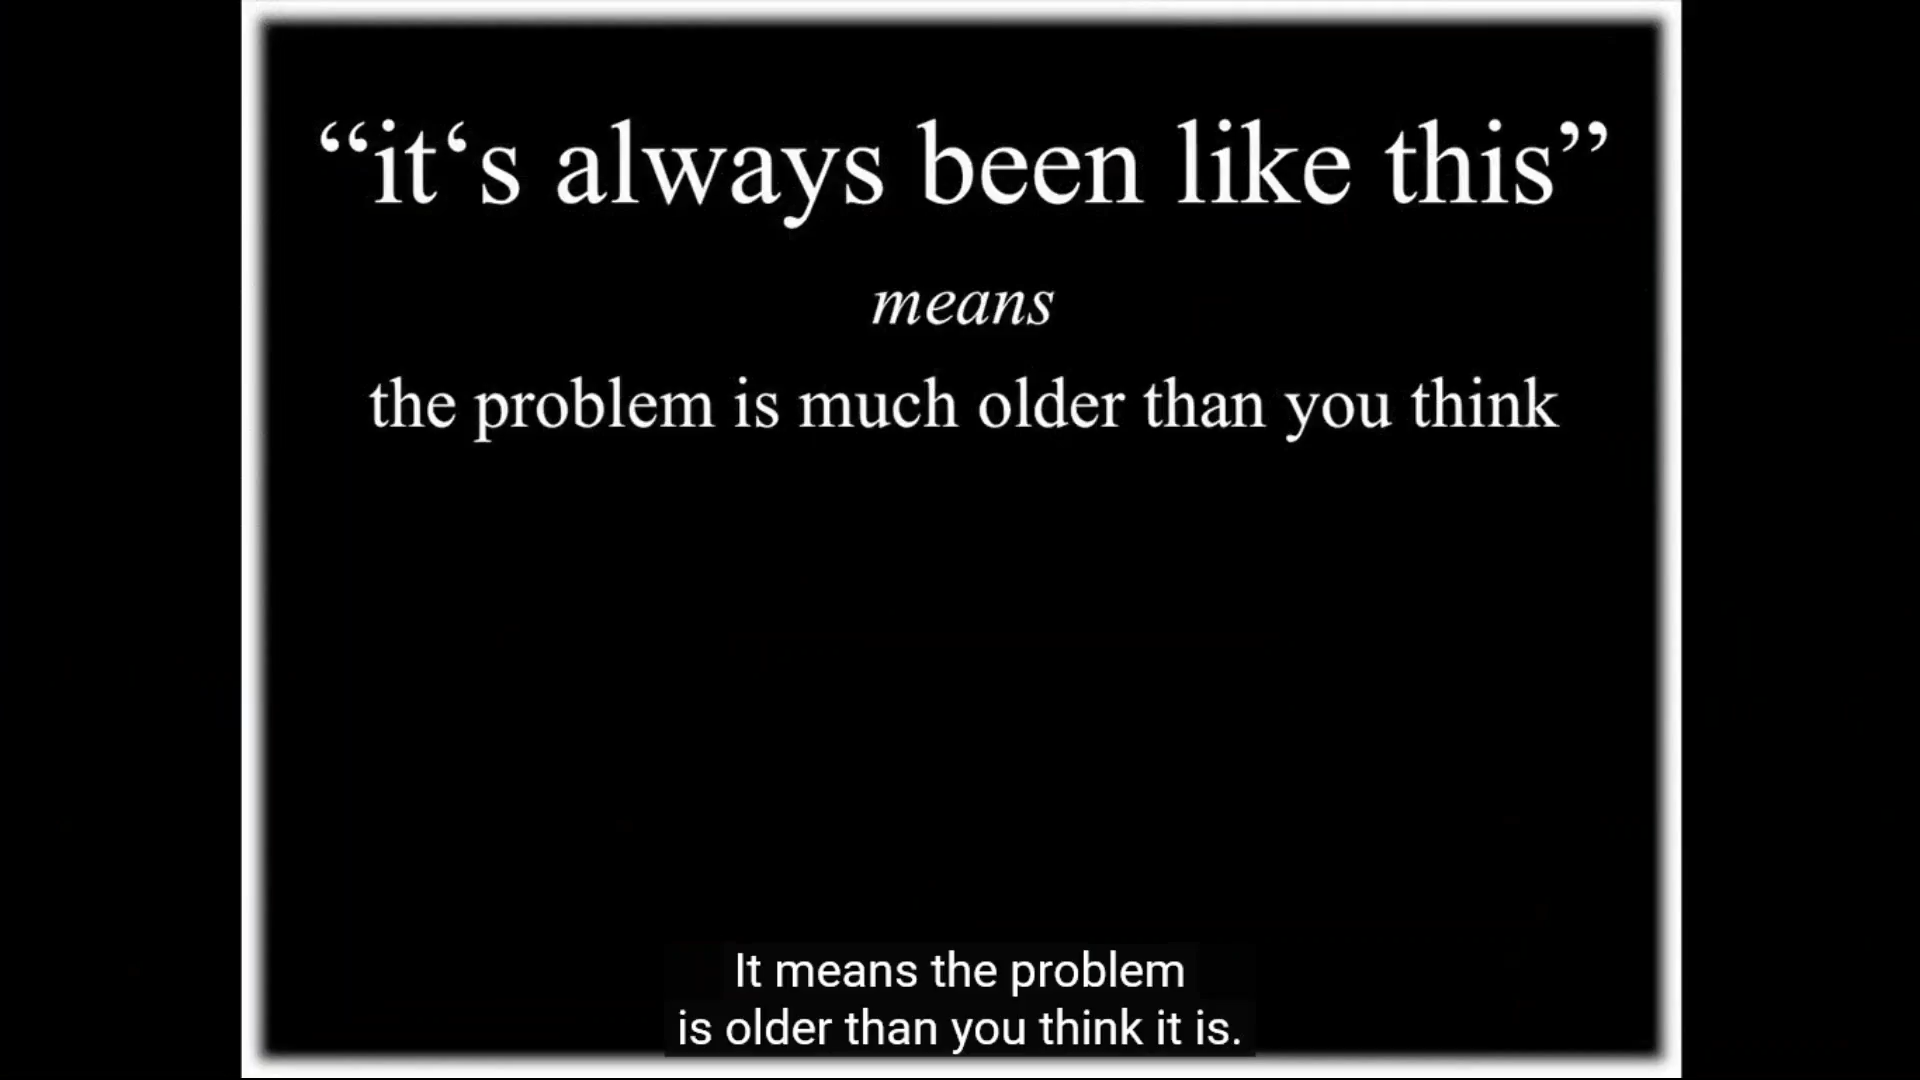 “it‘s always been like this”
means
the problem is much older than you think
It means the problem
is older than you think it is.